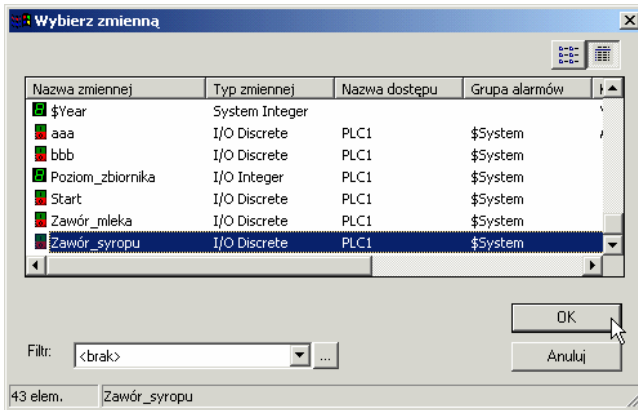 Wybierz zmienną
Nazwa zmiennej Typ zmiennej Nazwa dostępu Grupa alarmów
$Year System Integer
aaa I/O Discrete PLC1 $System
bbb I/O Discrete PLC1 $System
Poziom_zbiornika I/O Integer PLC1 $System
Start I/O Discrete PLC1 $System
Zawór_mleka I/O Discrete PLC1 $System
Zawór_syropu I/O Discrete PLC1 $System
OK
Filtr: <brak> ... Anuluj
43 elem. Zawór_syropu